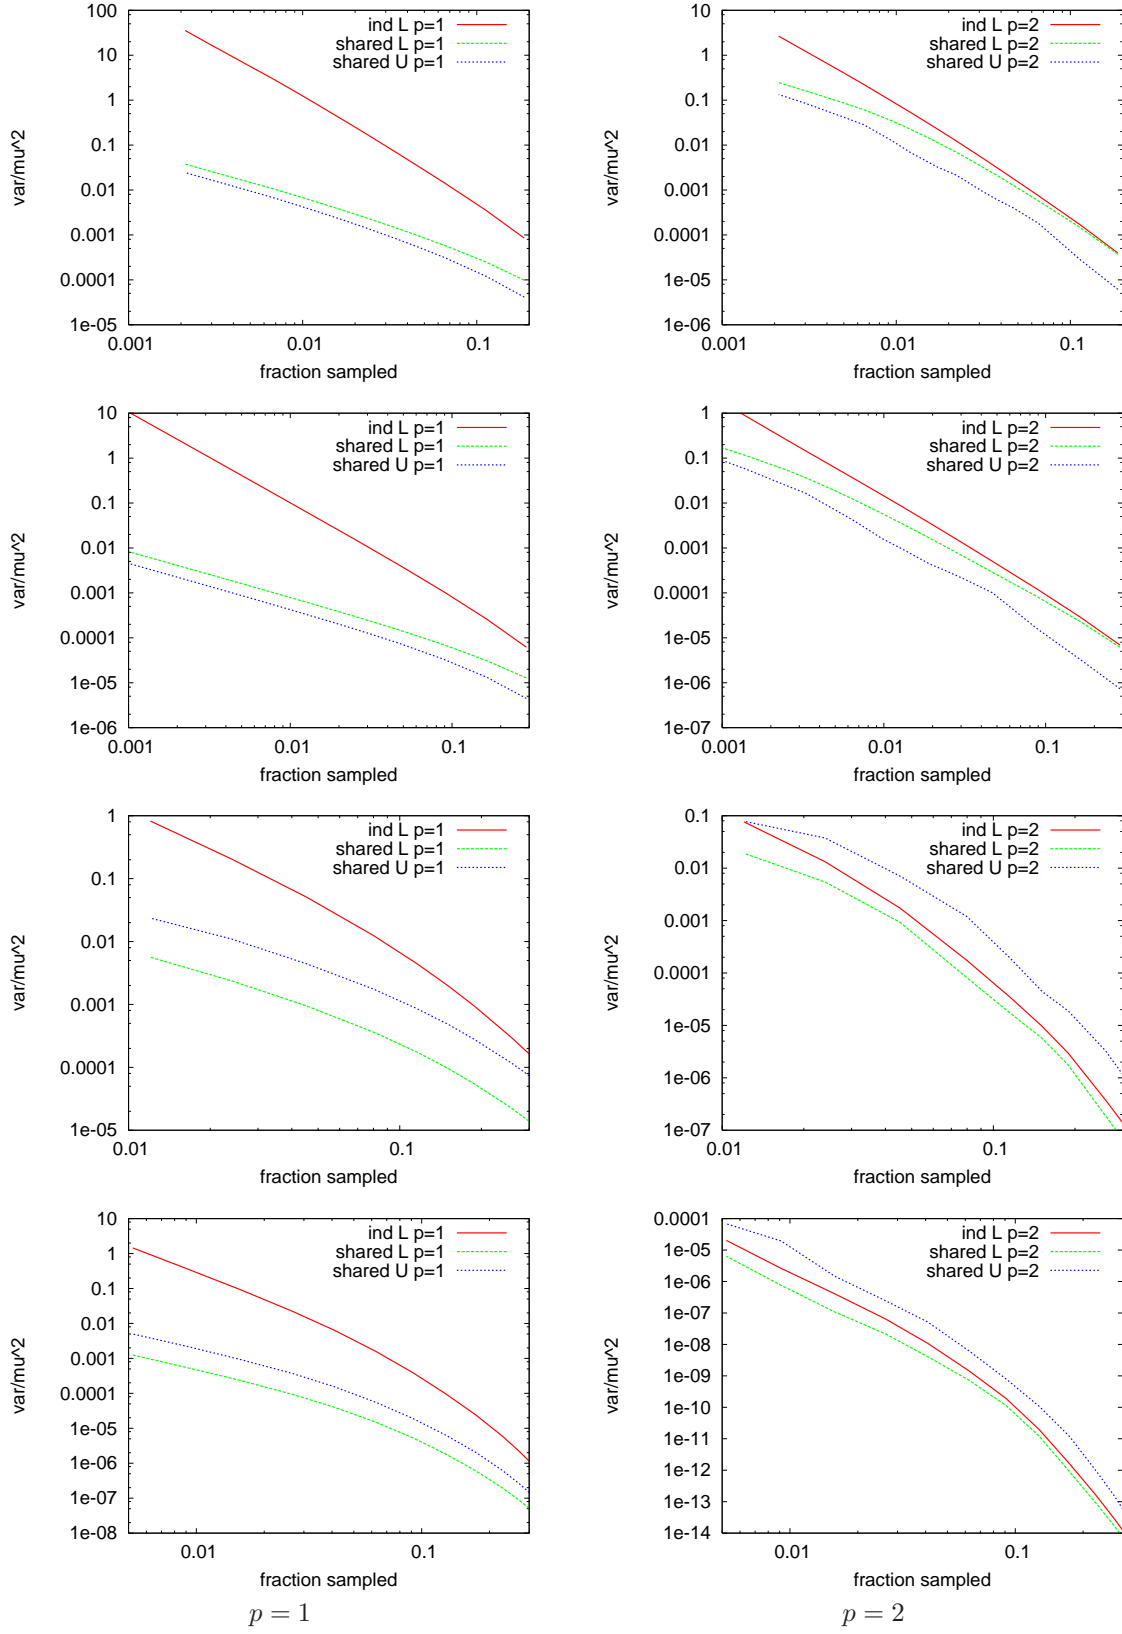 100
10
1
0.1
0.01
0.001
0.0001
1e-05
0.001
0.01
0.1
var/mu^2
fraction sampled
ind L p=1
shared L p=1
shared U p=1
10
1
0.1
0.01
0.001
0.0001
1e-05
1e-06
0.001
0.01
0.1
var/mu^2
fraction sampled
ind L p=2
shared L p=2
shared U p=2
10
1
0.1
0.01
0.001
0.0001
1e-05
1e-06
0.001
0.01
0.1
var/mu^2
fraction sampled
ind L p=1
shared L p=1
shared U p=1
1
0.1
0.01
0.001
0.0001
1e-05
1e-06
1e-07
0.001
0.01
0.1
var/mu^2
fraction sampled
ind L p=2
shared L p=2
shared U p=2
1
0.1
0.01
0.001
0.0001
1e-05
0.01
0.1
var/mu^2
fraction sampled
ind L p=1
shared L p=1
shared U p=1
0.1
0.01
0.001
0.0001
1e-05
1e-06
1e-07
0.01
0.1
var/mu^2
fraction sampled
ind L p=2
shared L p=2
shared U p=2
10
1
0.1
0.01
0.001
0.0001
1e-05
1e-06
1e-07
1e-08
0.01
0.1
var/mu^2
fraction sampled
ind L p=1
shared L p=1
shared U p=1
0.0001
1e-05
1e-06
1e-07
1e-08
1e-09
1e-10
1e-11
1e-12
1e-13
1e-14
0.01
0.1
var/mu^2
fraction sampled
ind L p=2
shared L p=2
shared U p=2
p = 1
p = 2